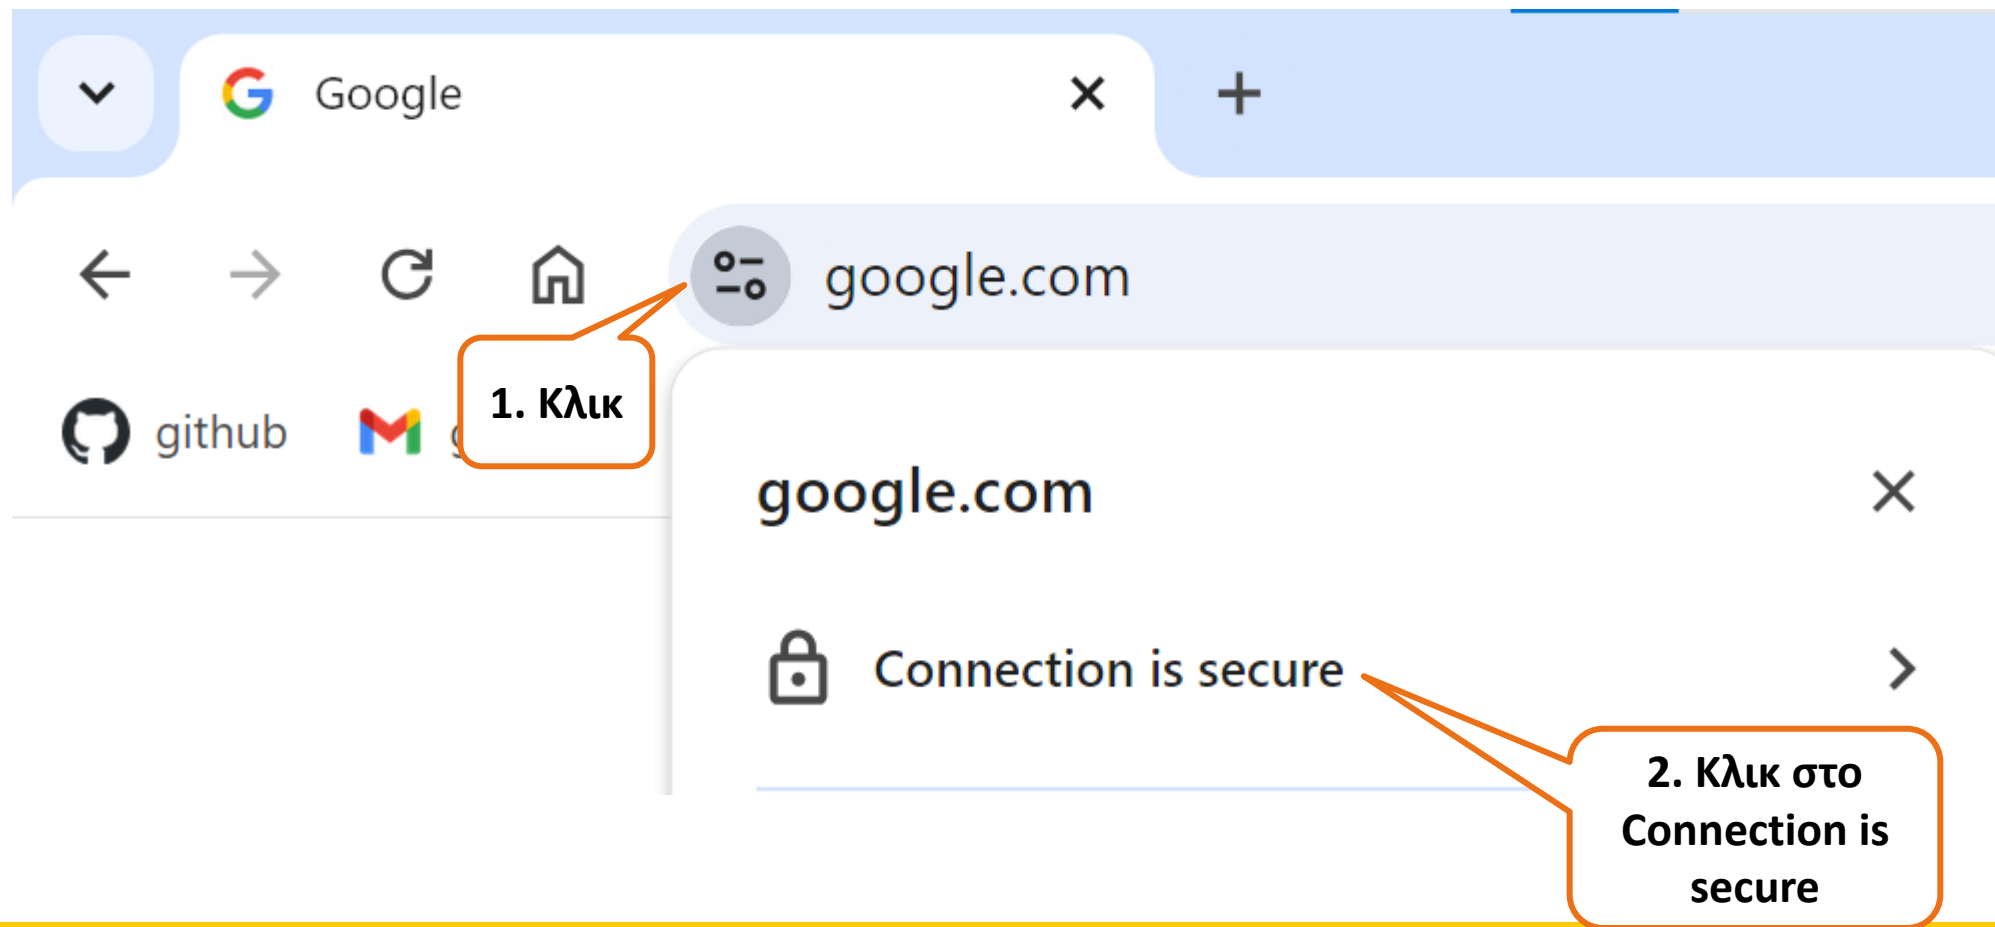 Google
google.com
1. Κλικ
github
google.com
Connection is secure
2. Κλικ στο
Connection is
secure